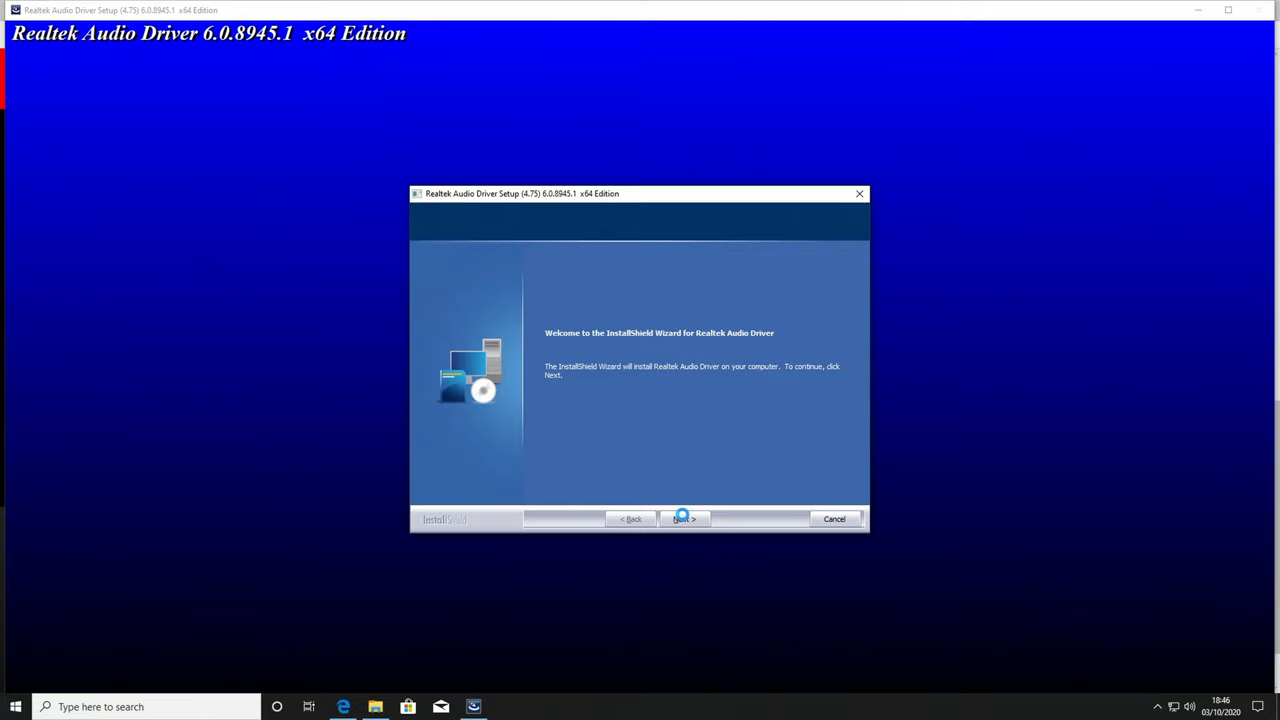 Realtek Audio Driver Setup (4.75) 6.0.8945.1 x64 Edition
Realtek Audio Driver 6.0.8945.1 x64 Edition
Realtek Audio Driver Setup (4.75) 6.0.8945.1 x64 Edition
Welcome to the InstallShield Wizard for Realtek Audio Driver
The InstallShield Wizard will install Realtek Audio Driver on your computer. To continue, click
Next.
InstallShield
< Back
Next >
Cancel
Type here to search
18:46
03/10/2020